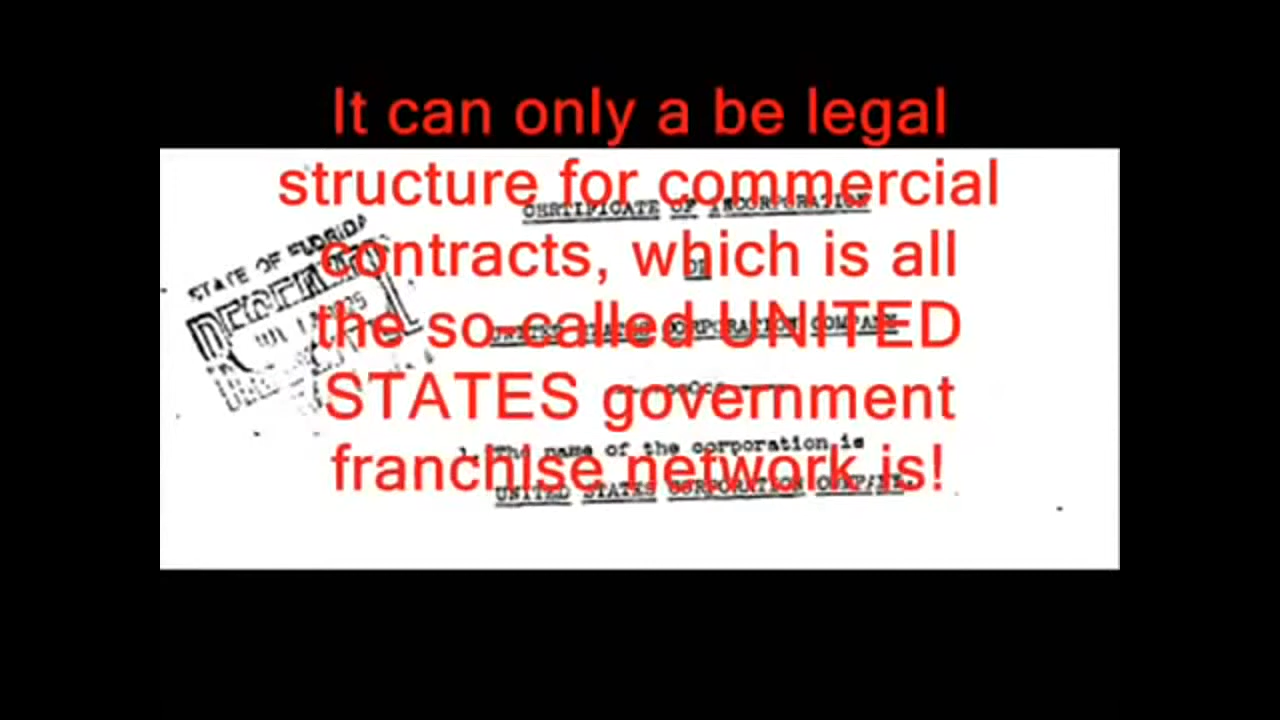 It can only a be legal
structure for commercial
CERTIFICATE OF INCORPORATION
STATE OF FLORIDA
contracts, which is all
OF
the so-called UNITED
UNITED STATES CORPORATION COMPANY
STATES government
1. The name of the corporation is
franchise network is!
UNITED STATES CORPORATION COMPANY.